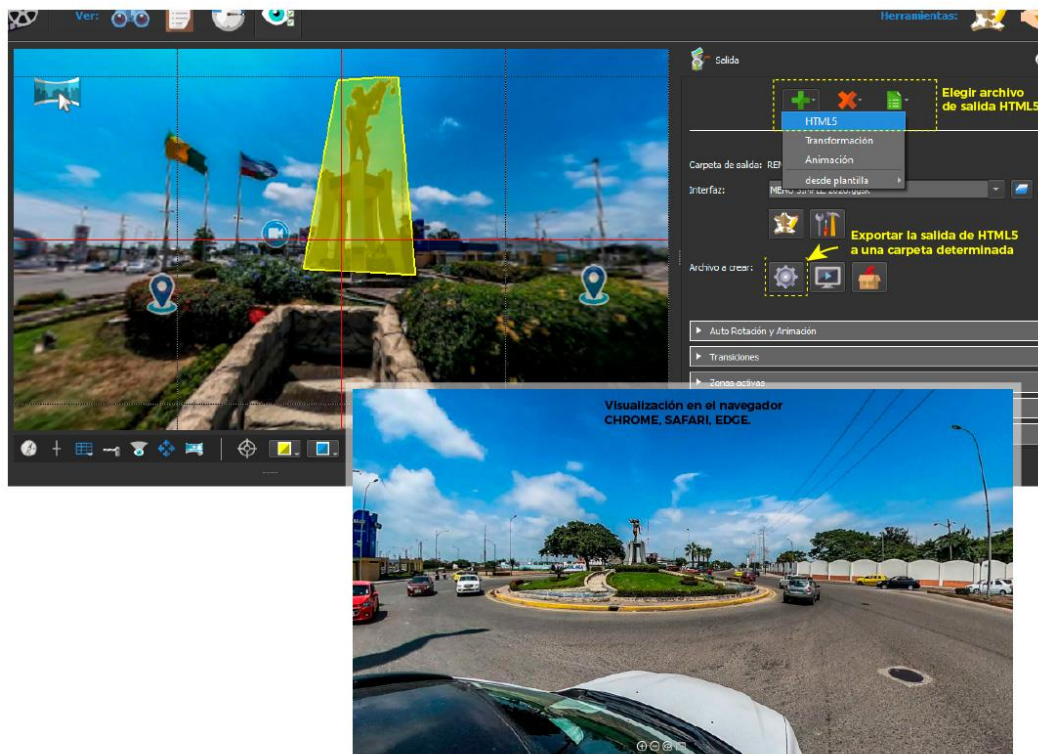 Ver:
Herramientas:
Salida
Elegir archivo
de salida HTML5
HTML5
Transformación
Animación
desde plantilla
Carpeta de salida:
Interfaz:
Exportar la salida de HTML5
a una carpeta determinada
Archivo a crear:
Auto Rotación y Animación
Transiciones
Zonas activas
Visualización en el navegador
CHROME, SAFARI, EDGE.